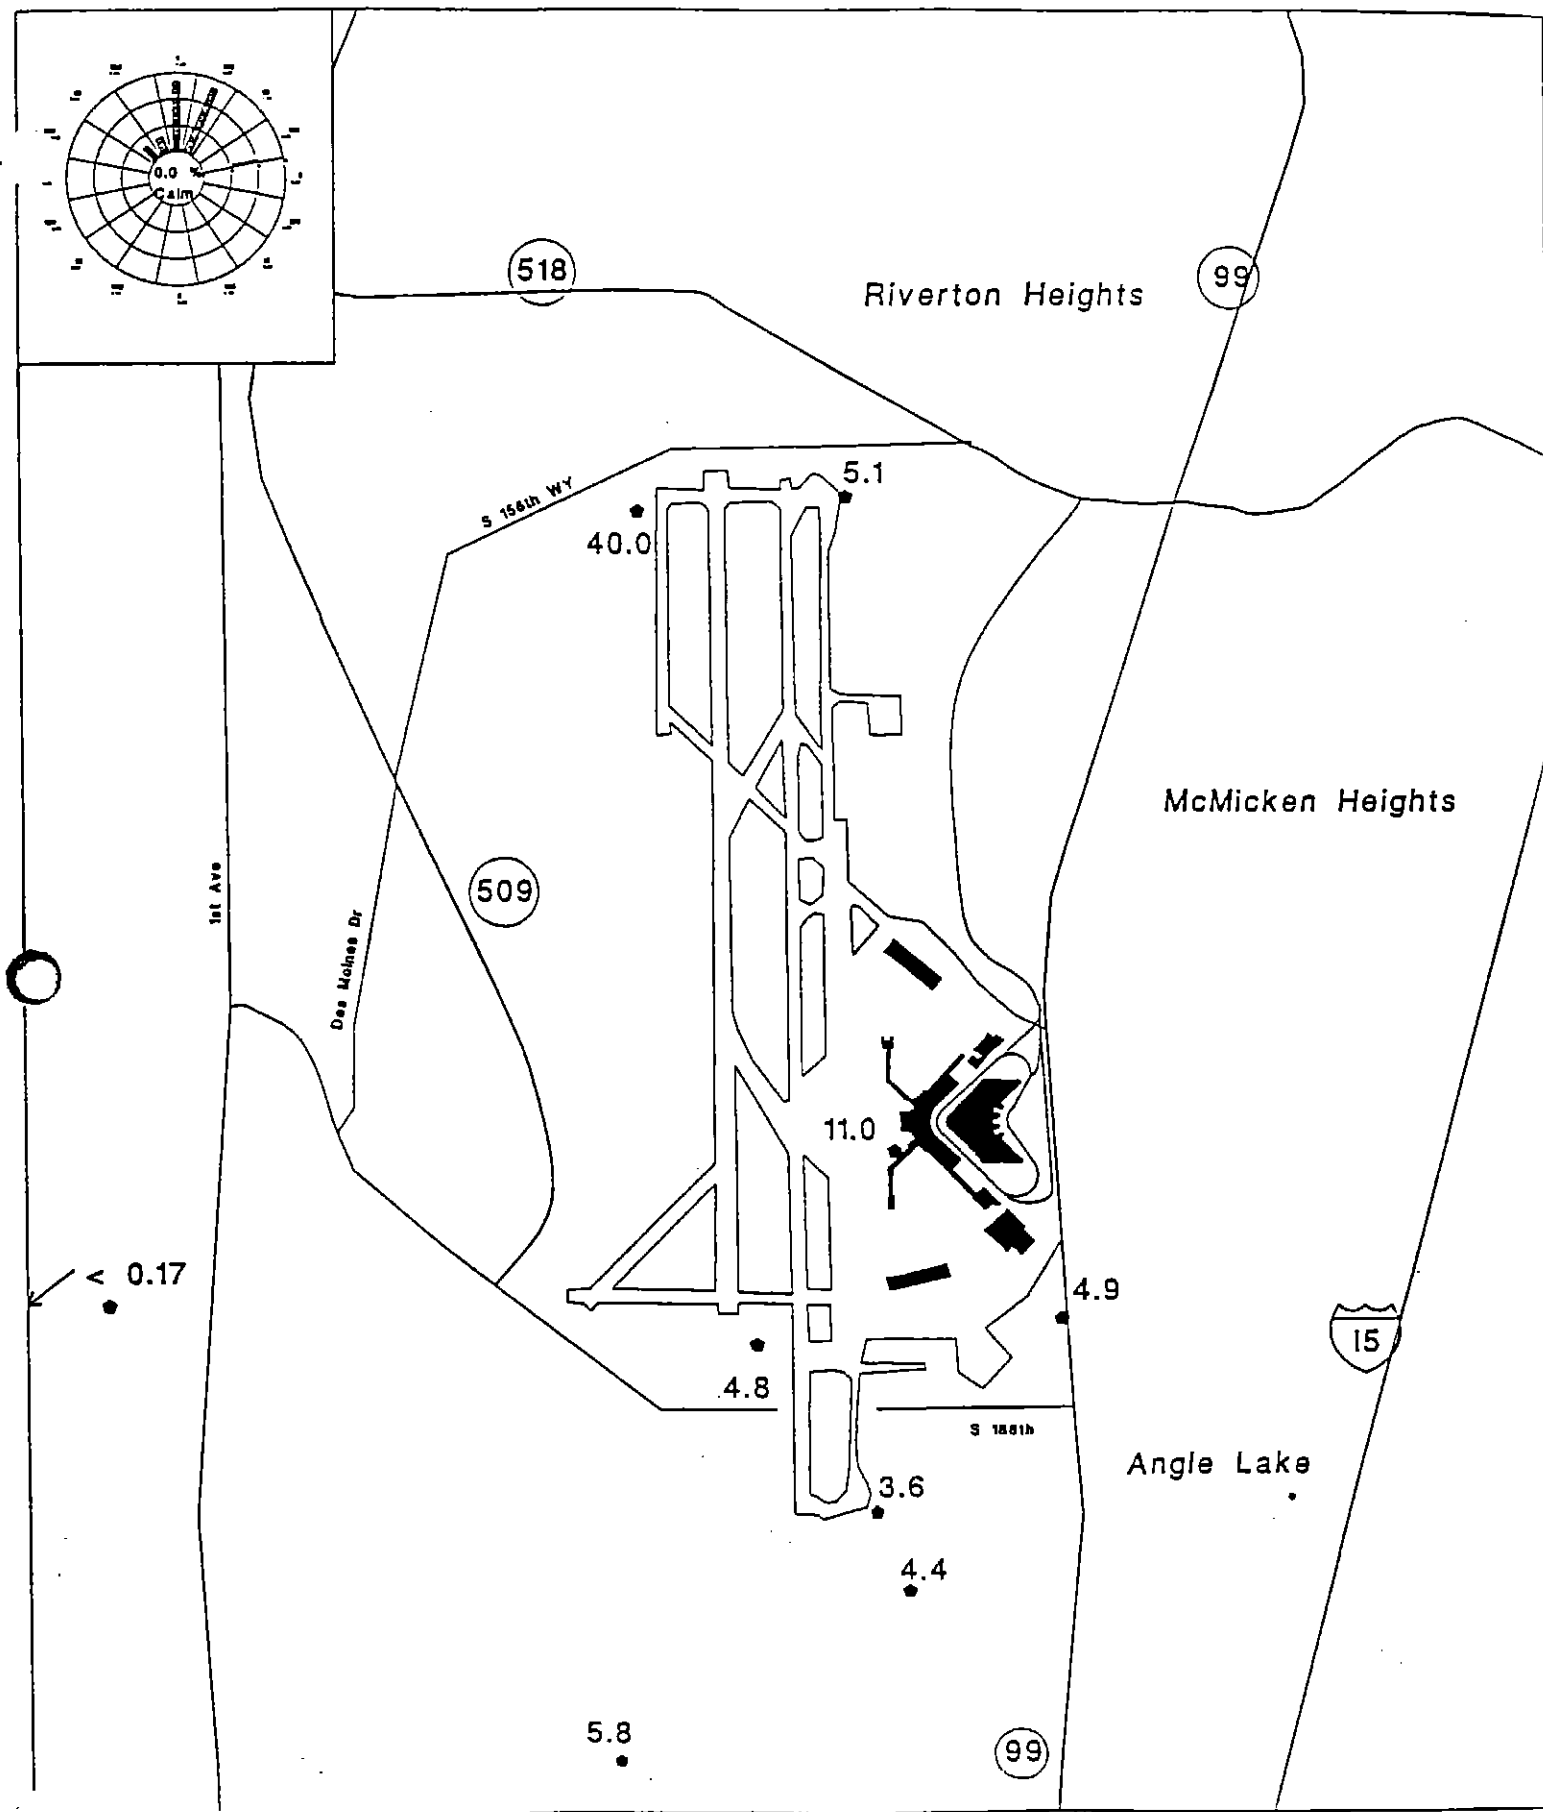 0.0 %
Calm
518
Riverton Heights
99
5.1
S 156th WY
40.0
McMicken Heights
1st Ave
509
Des Moines Dr
11.0
< 0.17
4.9
15
4.8
S 188th
Angle Lake
3.6
4.4
5.8
99